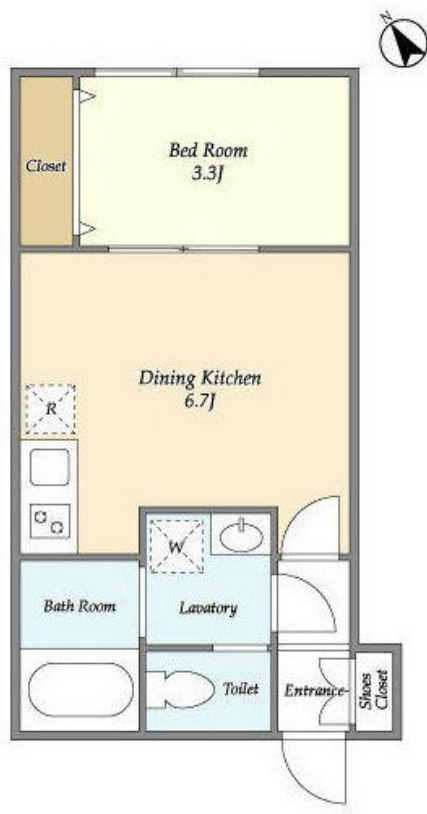 N
Closet
Bed Room
3.3J
Dining Kitchen
6.7J
R
W
Bath Room
Lavatory
Toilet
Entrance
Shoes
Closet